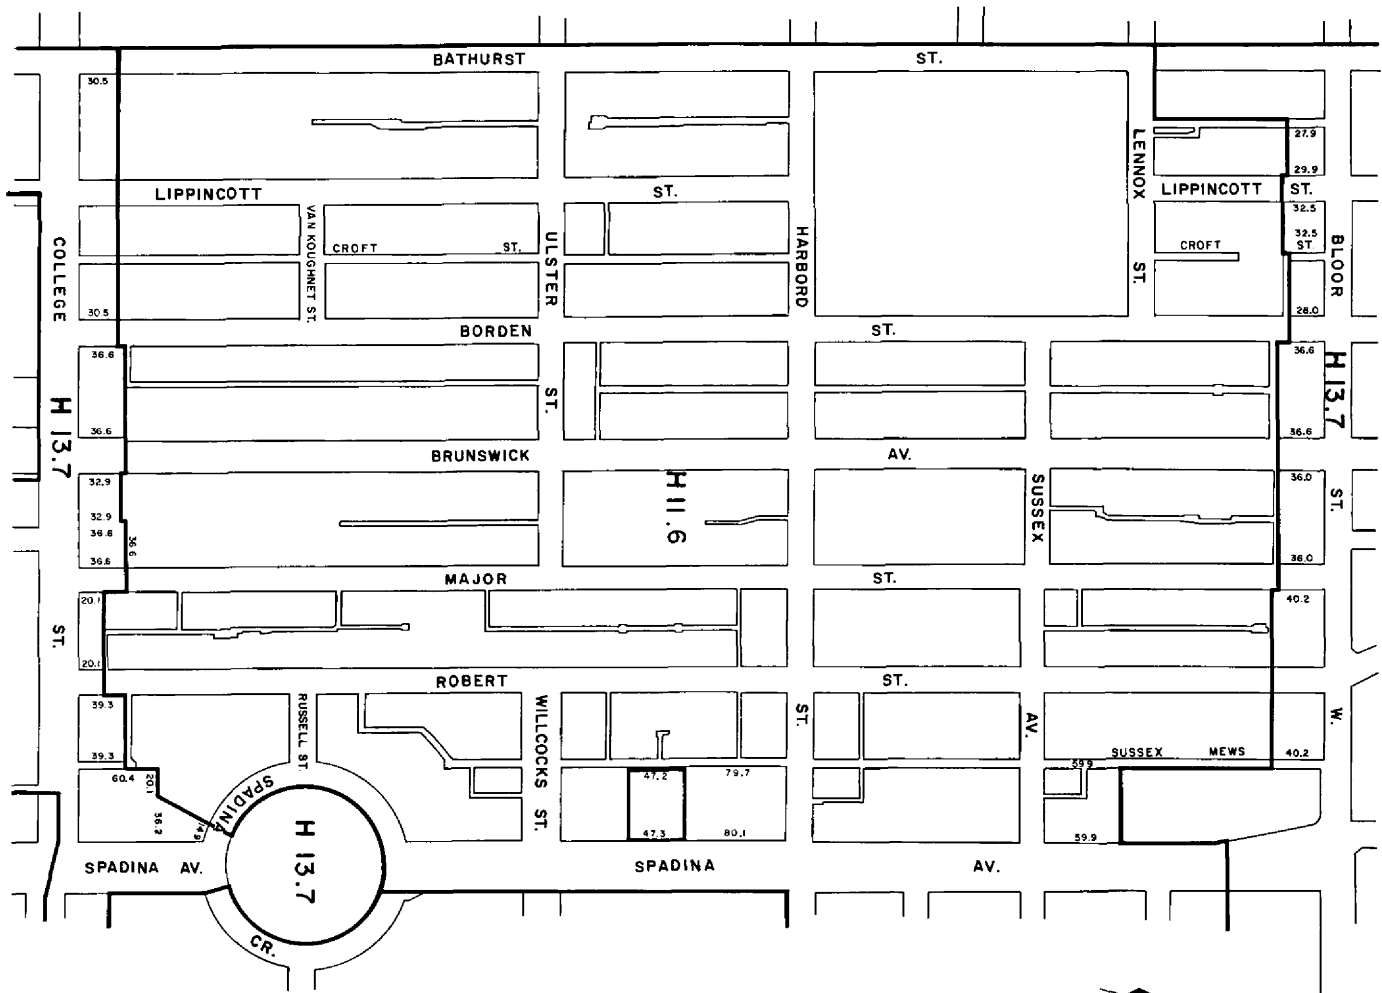 BATHURST ST.
30.5
27.9
29.9
LENNOX ST.
LIPPINCOTT ST. LIPPINCOTT ST.
32.5
32.5
VAN KOUGHNET ST.
CROFT ST.
ULSTER ST.
HARBORD ST.
CROFT ST.
COLLEGE ST.
BLOOR ST. W.
30.5
28.0
BORDEN ST.
36.6
36.6
H 13.7
H 13.7
36.6
36.6
BRUNSWICK AV.
32.9
36.0
H 11.6
SUSSEX AV.
32.9
36.6
36.6
36.6
36.0
MAJOR ST.
20.1
40.2
20.1
ROBERT ST.
39.3
RUSSELL ST.
WILLCOCKS ST.
39.3
SUSSEX MEWS
40.2
60.4
20.1
SPADINA CR.
47.2
79.7
59.9
36.2
H 13.7
47.3
80.1
59.9
SPADINA AV. SPADINA AV.